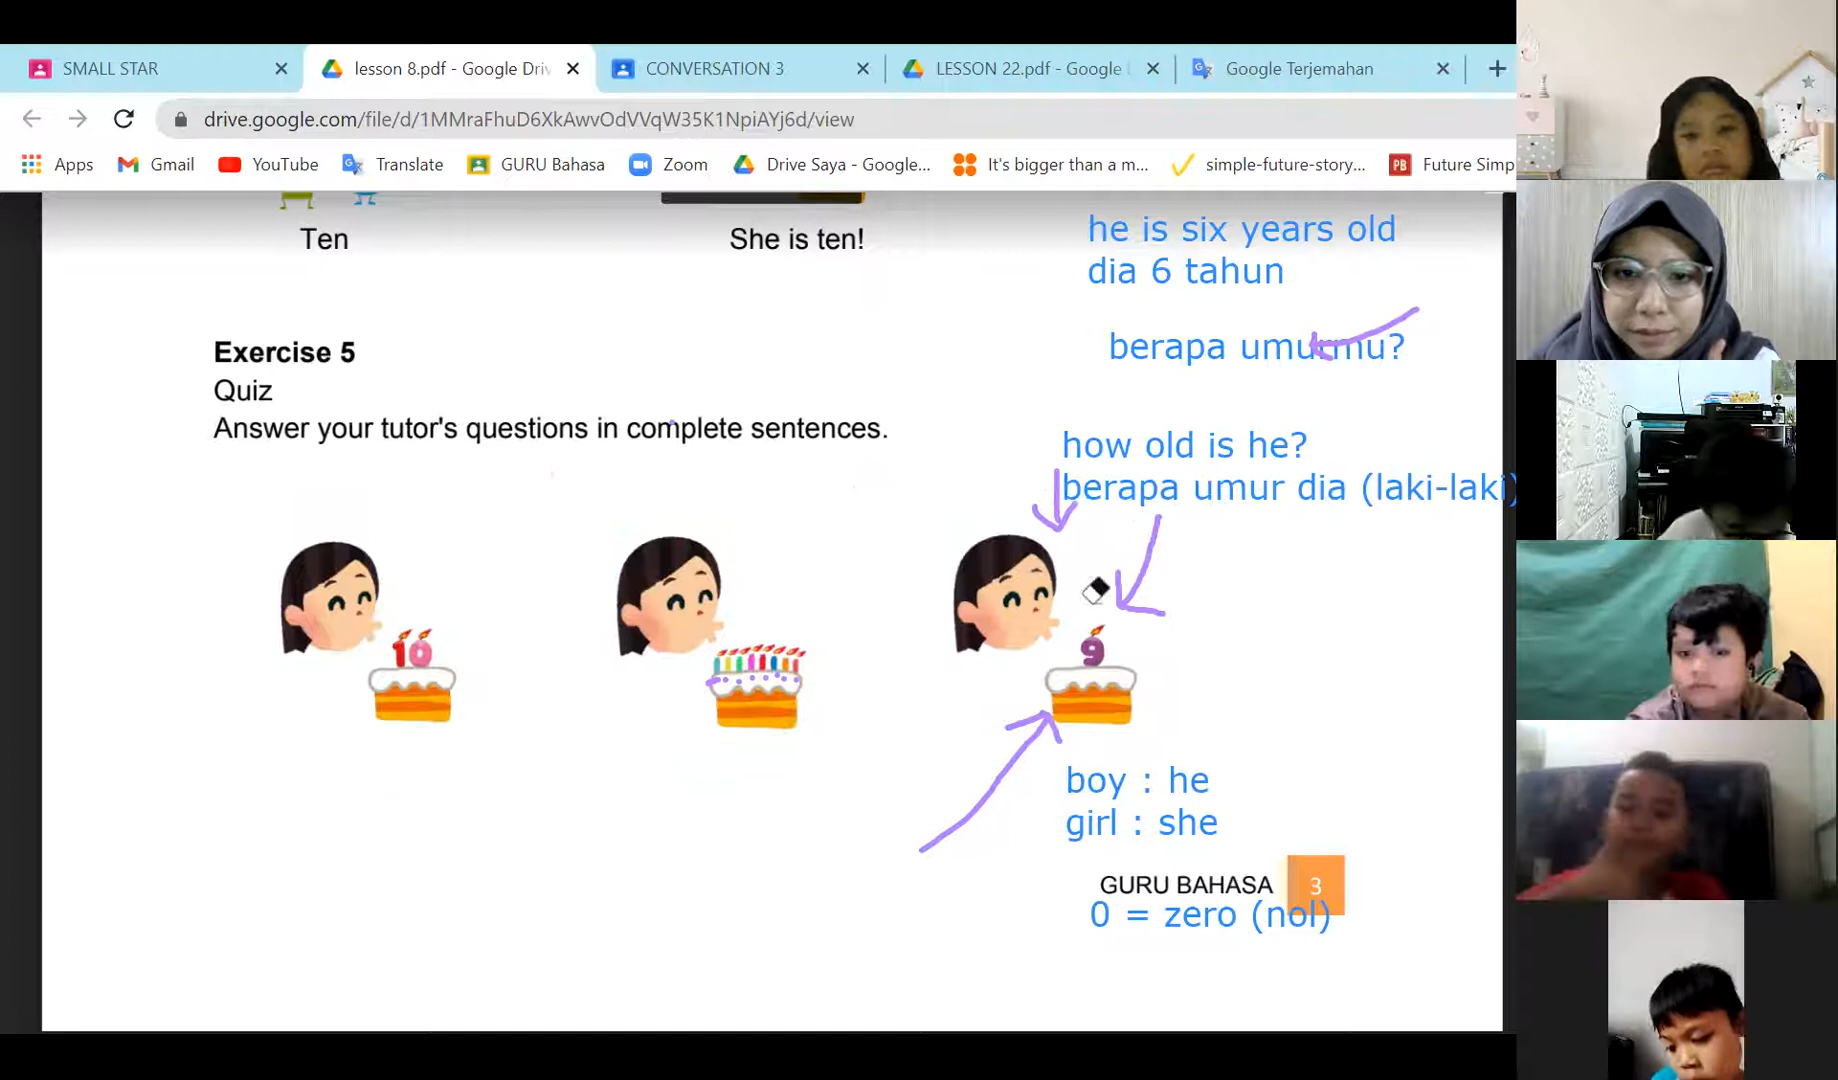 SMALL STAR
lesson 8.pdf - Google Driv
CONVERSATION 3
LESSON 22.pdf - Google
Google Terjemahan
drive.google.com/file/d/1MMraFhuD6XkAwvOdVVqW35K1NpiAYj6d/view
Apps
Gmail
YouTube
Translate
GURU Bahasa
Zoom
Drive Saya - Google...
It's bigger than a m...
simple-future-story...
PB
Future Simp
Ten
She is ten!
he is six years old
dia 6 tahun
berapa umurmu?
Exercise 5
Quiz
Answer your tutor's questions in complete sentences.
how old is he?
berapa umur dia (laki-laki)
10
9
boy : he
girl : she
GURU BAHASA 3
0 = zero (nol)